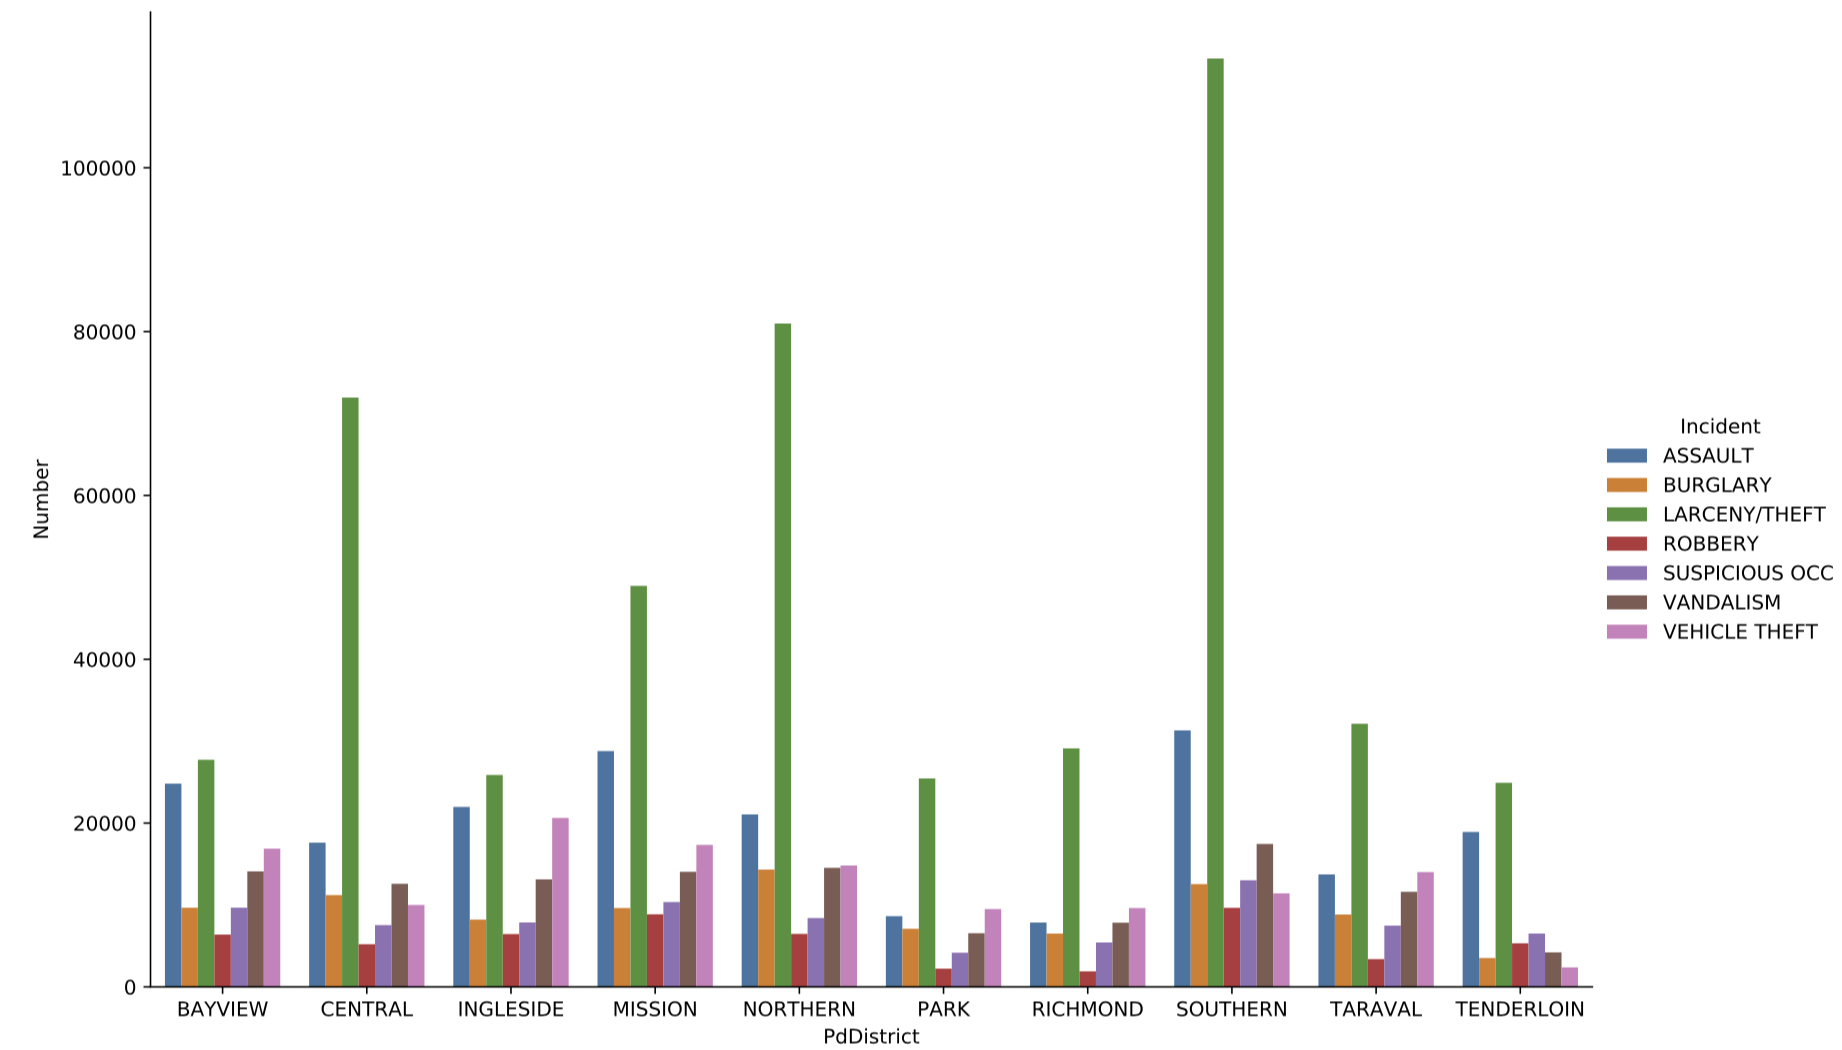 100000
80000
60000
40000
20000
0
Number
BAYVIEW CENTRAL INGLESIDE MISSION NORTHERN PARK RICHMOND SOUTHERN TARAVAL TENDERLOIN
PdDistrict
Incident
ASSAULT
BURGLARY
LARCENY/THEFT
ROBBERY
SUSPICIOUS OCC
VANDALISM
VEHICLE THEFT